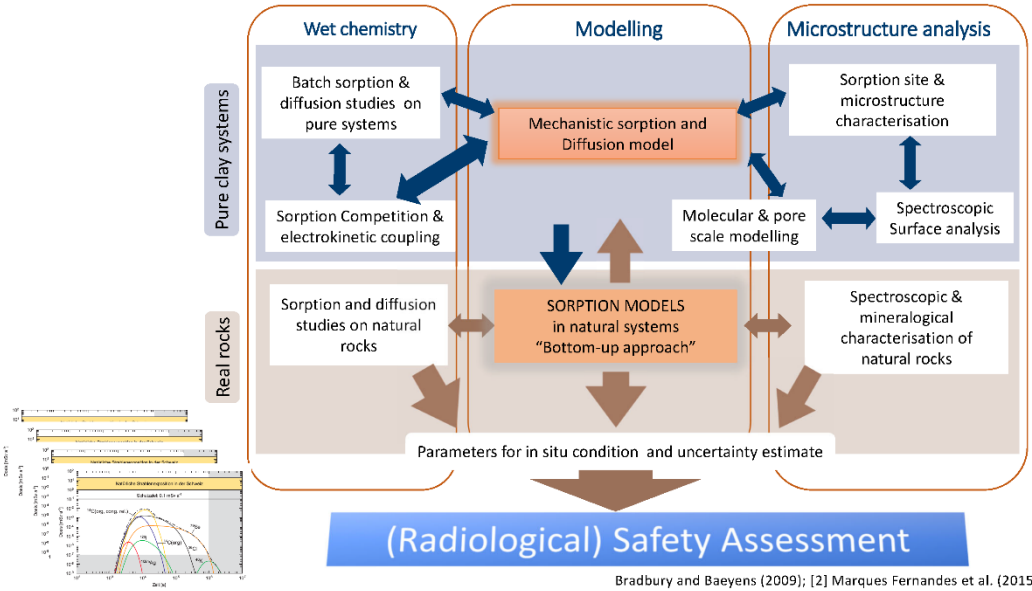 Wet chemistry
Modelling
Microstructure analysis
Pure clay systems
Batch sorption &
diffusion studies on
pure systems
Mechanistic sorption and
Diffusion model
Sorption site &
microstructure
characterisation
Sorption Competition &
electrokinetic coupling
Molecular & pore
scale modelling
Spectroscopic
Surface analysis
Real rocks
Sorption and diffusion
studies on natural
rocks
SORPTION MODELS
in natural systems
“Bottom-up approach”
Spectroscopic &
mineralogical
characterisation of
natural rocks
Parameters for in situ condition and uncertainty estimate
(Radiological) Safety Assessment
Bradbury and Baeyens (2009); [2] Marques Fernandes et al. (2015